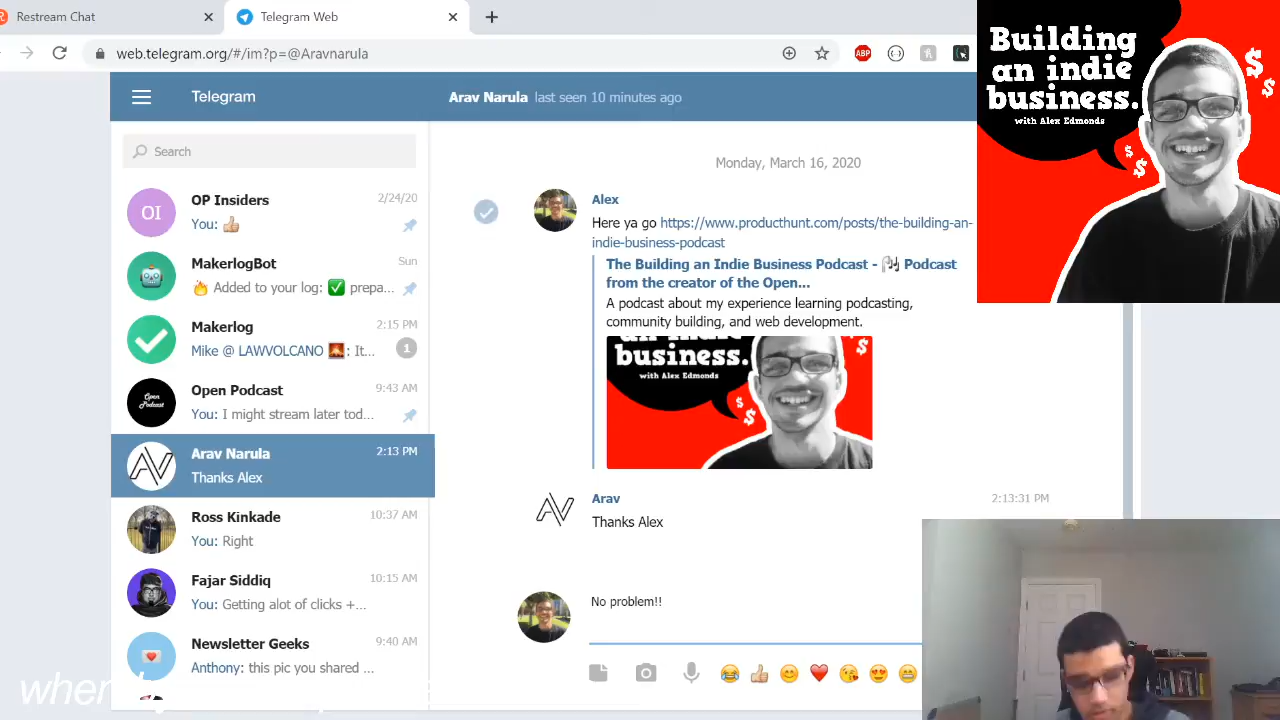 Restream Chat
Telegram Web
web.telegram.org/#/im?p=@Aravnarula
ABP
Telegram
Arav Narula last seen 10 minutes ago
Search
OI
OP Insiders 2/24/20
You: 👍
MakerlogBot Sun
🔥 Added to your log: ✅ prepa...
Makerlog 2:15 PM
Mike @ LAWVOLCANO 🌋: It... 1
Open Podcast
Open Podcast 9:43 AM
You: I might stream later tod...
AV
Arav Narula 2:13 PM
Thanks Alex
Ross Kinkade 10:37 AM
You: Right
Fajar Siddiq 10:15 AM
You: Getting alot of clicks +...
Newsletter Geeks 9:40 AM
Anthony: this pic you shared ...
Monday, March 16, 2020
Alex
Here ya go https://www.producthunt.com/posts/the-building-an-
indie-business-podcast
The Building an Indie Business Podcast - 🎧 Podcast
from the creator of the Open...
A podcast about my experience learning podcasting,
community building, and web development.
business.
with Alex Edmonds
$
$
$
AV
Arav 2:13:31 PM
Thanks Alex
No problem!!
Building
an indie
business.
with Alex Edmonds
$
$
$
$